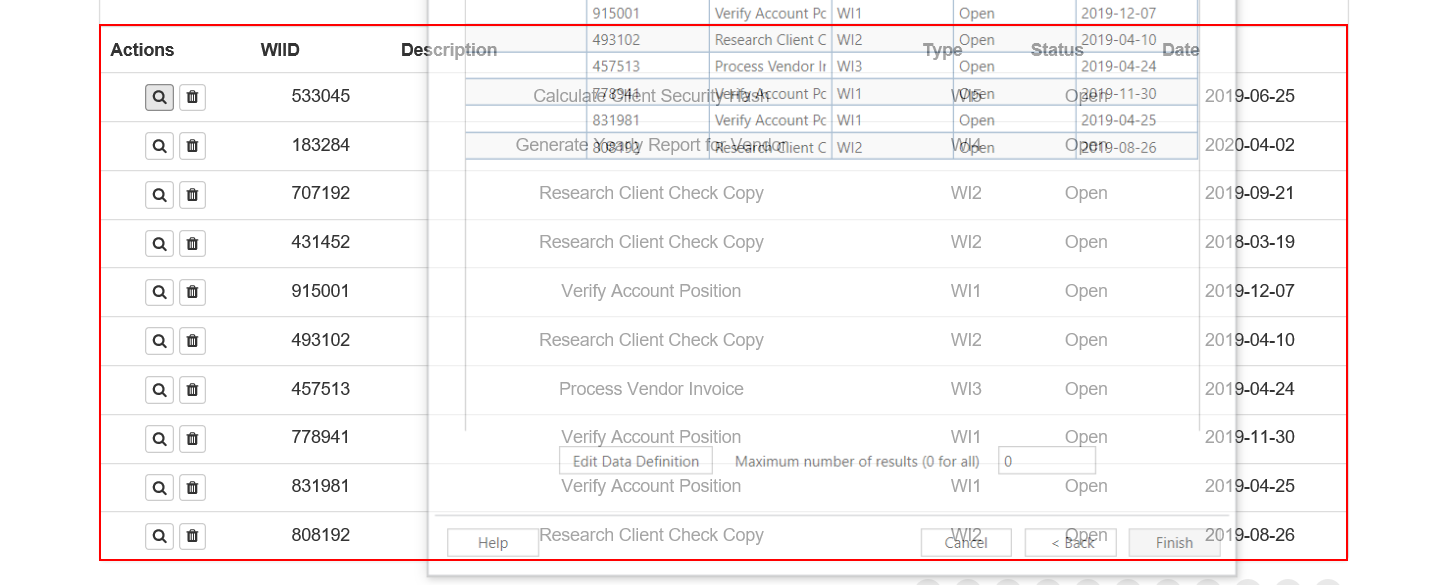 915001 Verify Account Pc WI1 Open 2019-12-07
Actions WIID Description Type Status Date
493102 Research Client C WI2 Open 2019-04-10
457513 Process Vendor Ir WI3 Open 2019-04-24
533045 Calculate Client Security Hash WI5 Open 2019-06-25
778941 Verify Account Pc WI1 Open 2019-11-30
831981 Verify Account Pc WI1 Open 2019-04-25
183284 Generate Yearly Report for Vendor WI4 Open 2020-04-02
808192 Research Client C WI2 Open 2019-08-26
707192 Research Client Check Copy WI2 Open 2019-09-21
431452 Research Client Check Copy WI2 Open 2018-03-19
915001 Verify Account Position WI1 Open 2019-12-07
493102 Research Client Check Copy WI2 Open 2019-04-10
457513 Process Vendor Invoice WI3 Open 2019-04-24
778941 Verify Account Position WI1 Open 2019-11-30
Edit Data Definition Maximum number of results (0 for all) 0
831981 Verify Account Position WI1 Open 2019-04-25
808192 Research Client Check Copy WI2 Open 2019-08-26
Help Cancel < Back Finish